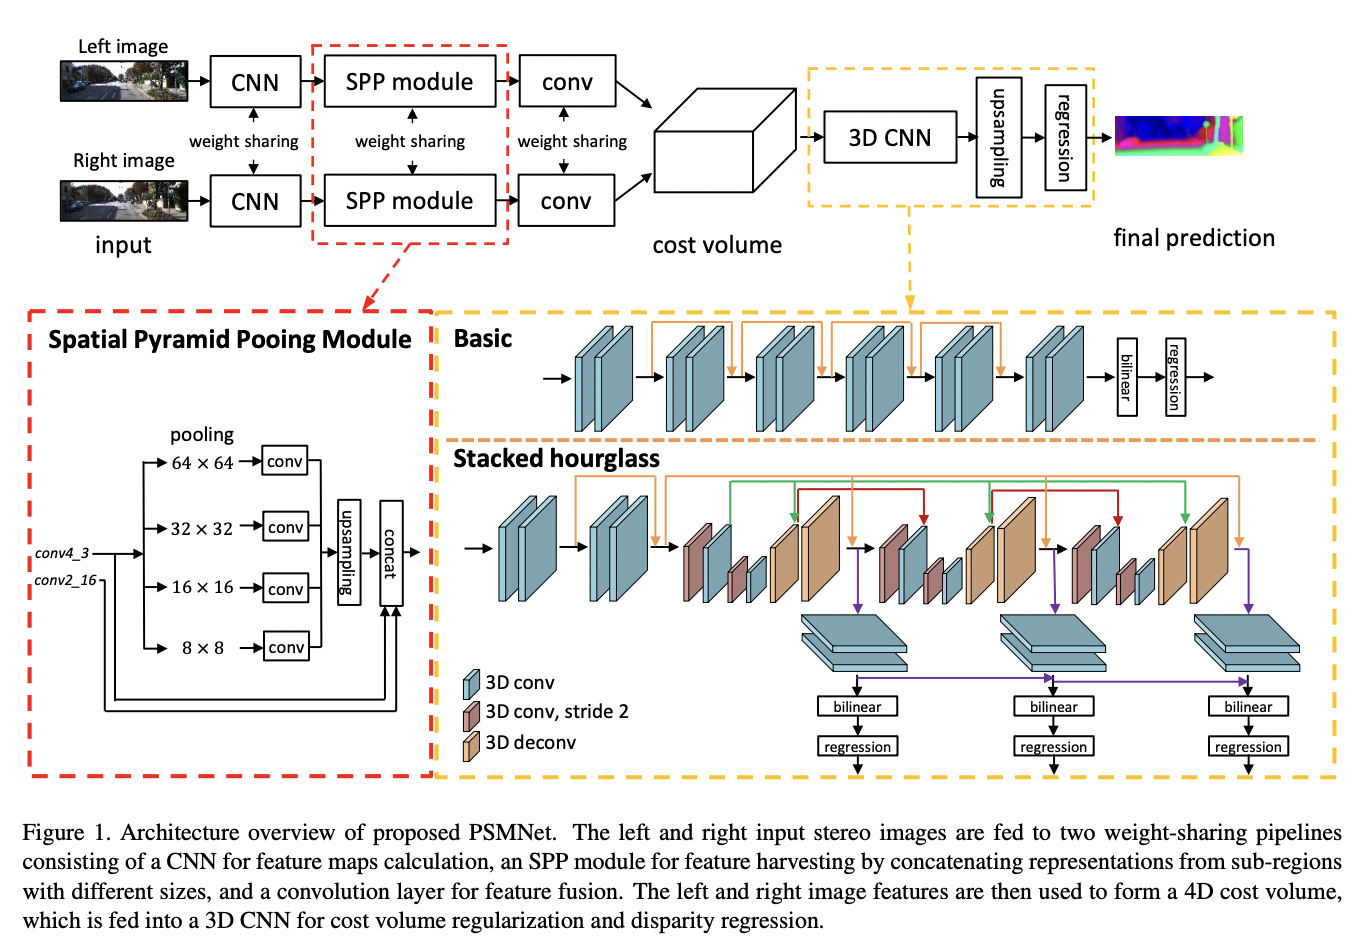 Left image
CNN
SPP module
conv
weight sharing
weight sharing
weight sharing
Right image
CNN
SPP module
conv
3D CNN
upsampling
regression
input
cost volume
final prediction
Spatial Pyramid Pooing Module
pooling
64 × 64
conv
32 × 32
conv
16 × 16
conv
8 × 8
conv
conv4_3
conv2_16
upsampling
concat
Basic
bilinear
regression
Stacked hourglass
3D conv
3D conv, stride 2
3D deconv
bilinear
bilinear
bilinear
regression
regression
regression
Figure 1. Architecture overview of proposed PSMNet. The left and right input stereo images are fed to two weight-sharing pipelines
consisting of a CNN for feature maps calculation, an SPP module for feature harvesting by concatenating representations from sub-regions
with different sizes, and a convolution layer for feature fusion. The left and right image features are then used to form a 4D cost volume,
which is fed into a 3D CNN for cost volume regularization and disparity regression.